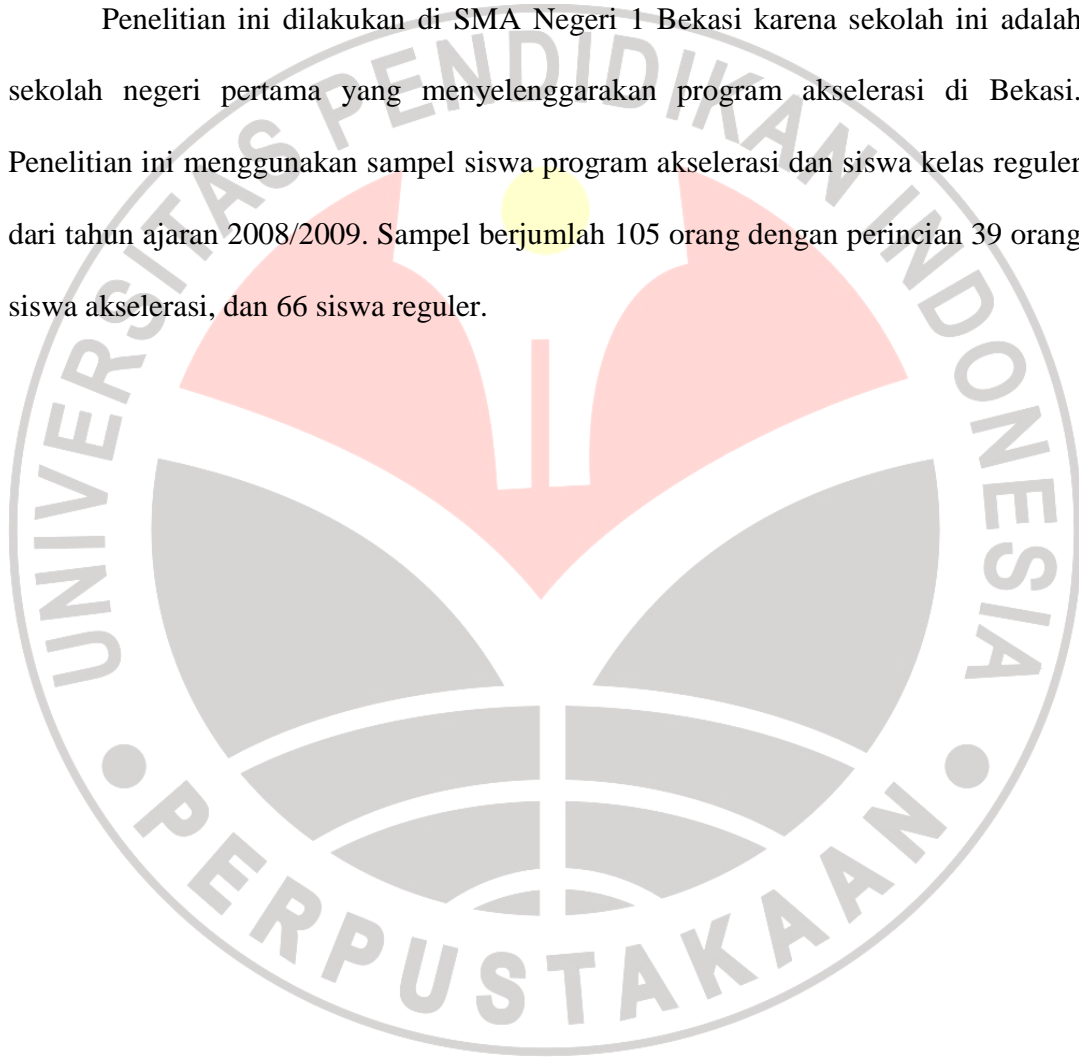 Penelitian ini dilakukan di SMA Negeri 1 Bekasi karena sekolah ini adalah
sekolah negeri pertama yang menyelenggarakan program akselerasi di Bekasi.
Penelitian ini menggunakan sampel siswa program akselerasi dan siswa kelas reguler
dari tahun ajaran 2008/2009. Sampel berjumlah 105 orang dengan perincian 39 orang
siswa akselerasi, dan 66 siswa reguler.
UNIVERSITAS PENDIDIKAN INDONESIA
PERPUSTAKAAN